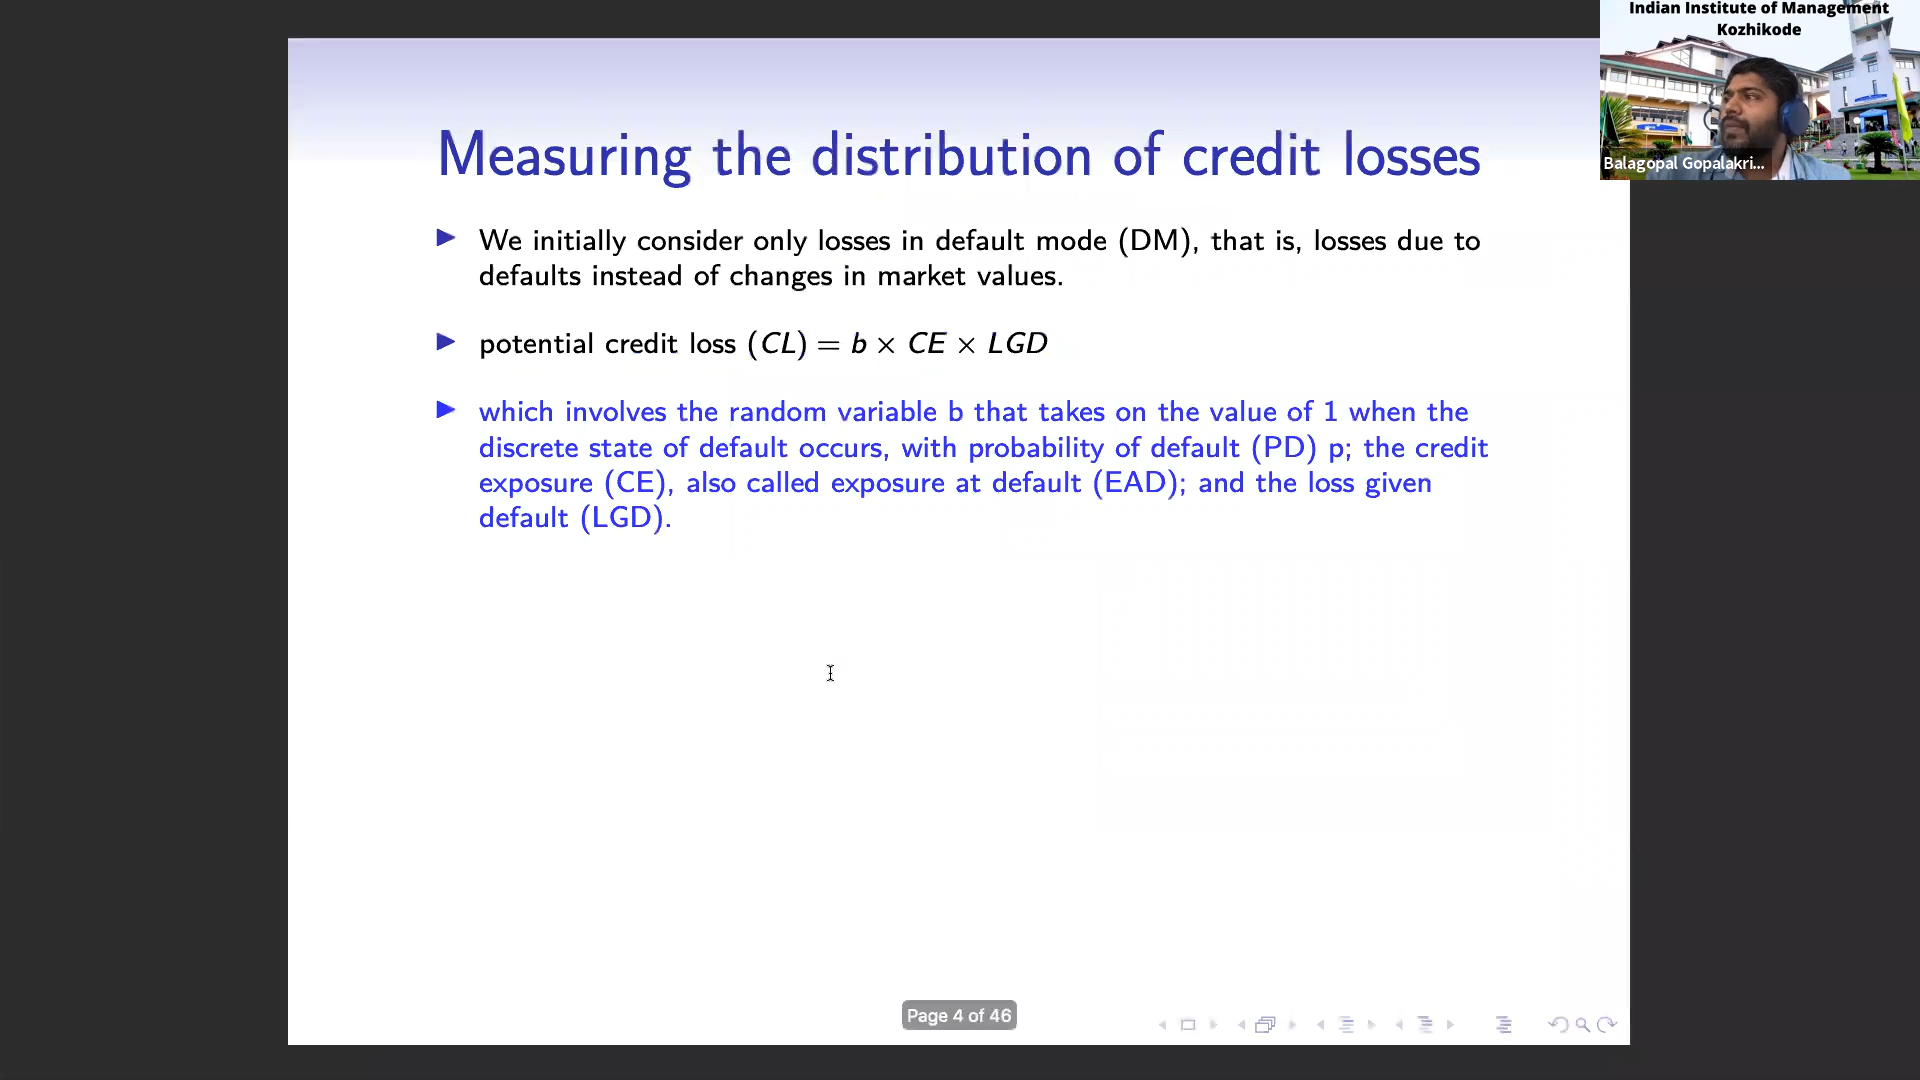 Indian Institute of Management
Kozhikode
Balagopal Gopalakri...
Measuring the distribution of credit losses
We initially consider only losses in default mode (DM), that is, losses due to
defaults instead of changes in market values.
potential credit loss (CL) = b × CE × LGD
which involves the random variable b that takes on the value of 1 when the
discrete state of default occurs, with probability of default (PD) p; the credit
exposure (CE), also called exposure at default (EAD); and the loss given
default (LGD).
Page 4 of 46